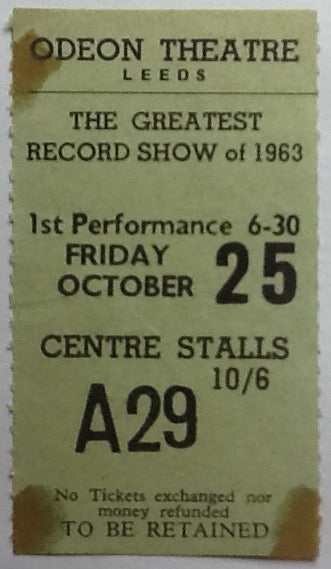 ODEON THEATRE
LEEDS
THE GREATEST
RECORD SHOW of 1963
1st Performance 6-30
FRIDAY
OCTOBER 25
CENTRE STALLS
A29 10/6
No Tickets exchanged nor
money refunded
TO BE RETAINED